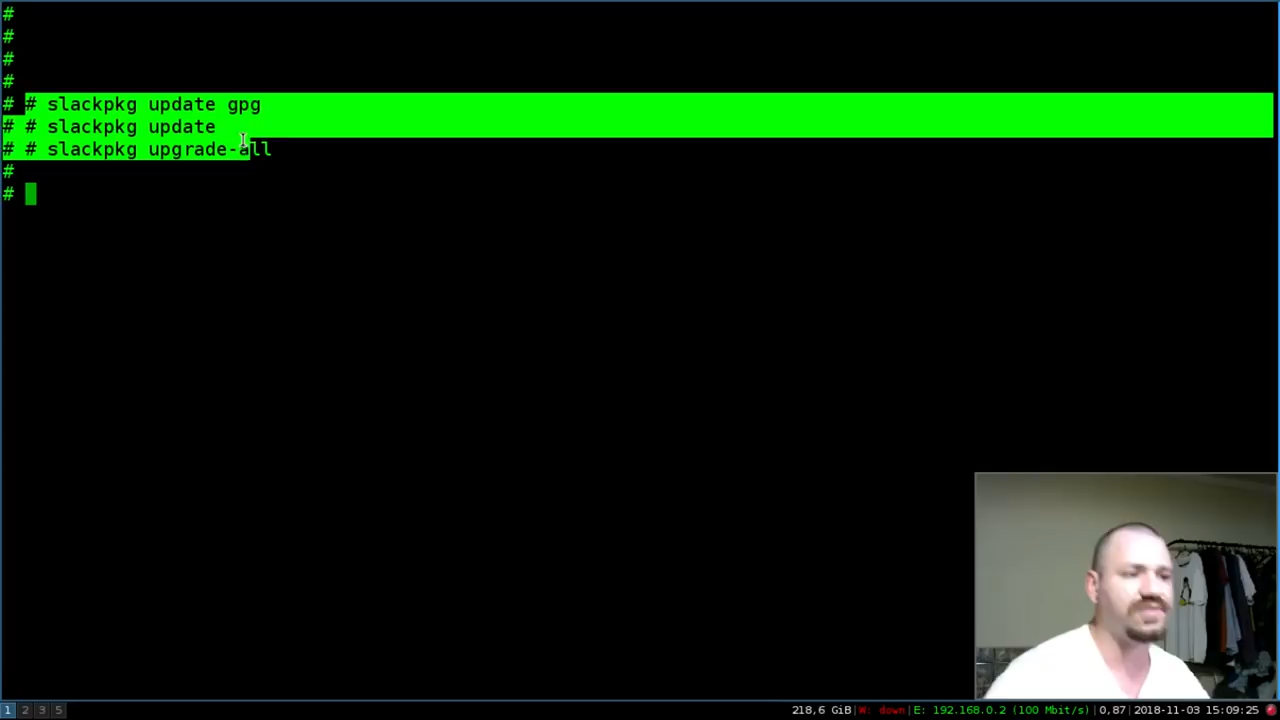 #
#
#
#
# # slackpkg update gpg
# # slackpkg update
# # slackpkg upgrade-all
#
#
1 2 3 5
218,6 GiB|W: down|E: 192.168.0.2 (100 Mbit/s)|0,87|2018-11-03 15:09:25